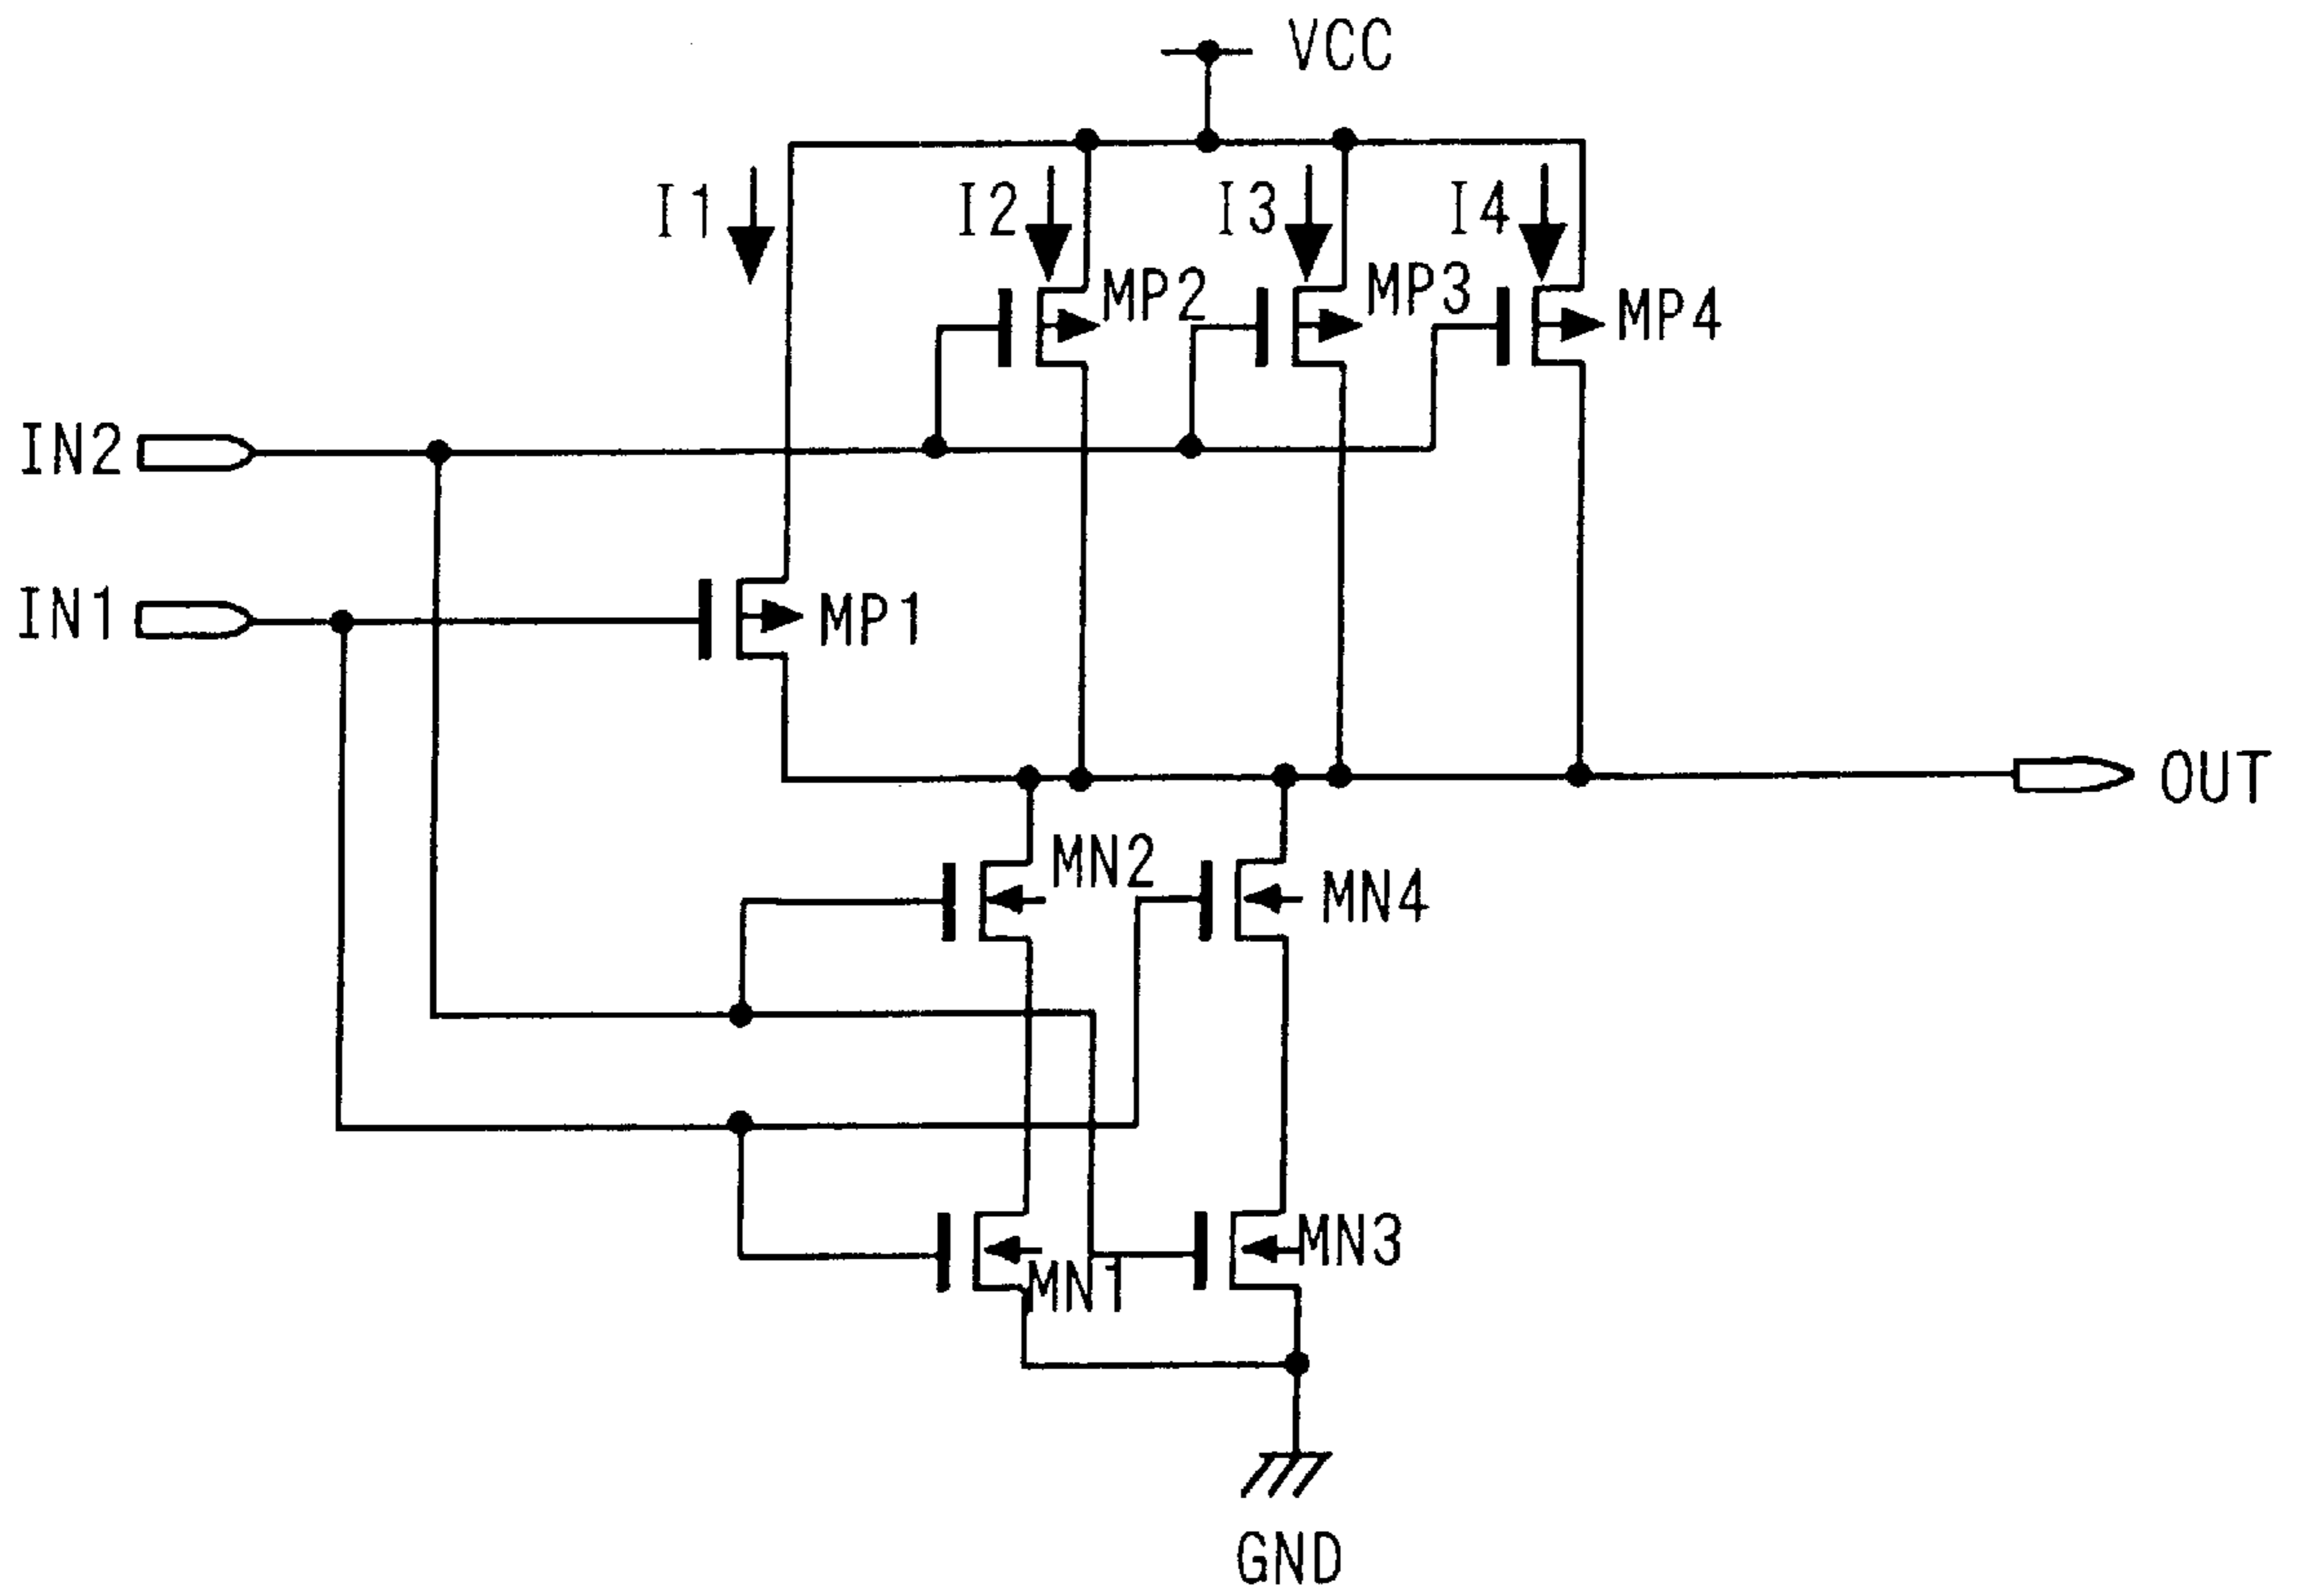 VCC
I1
I2
I3
I4
MP2
MP3
MP4
IN2
IN1
MP1
OUT
MN2
MN4
MN1
MN3
GND